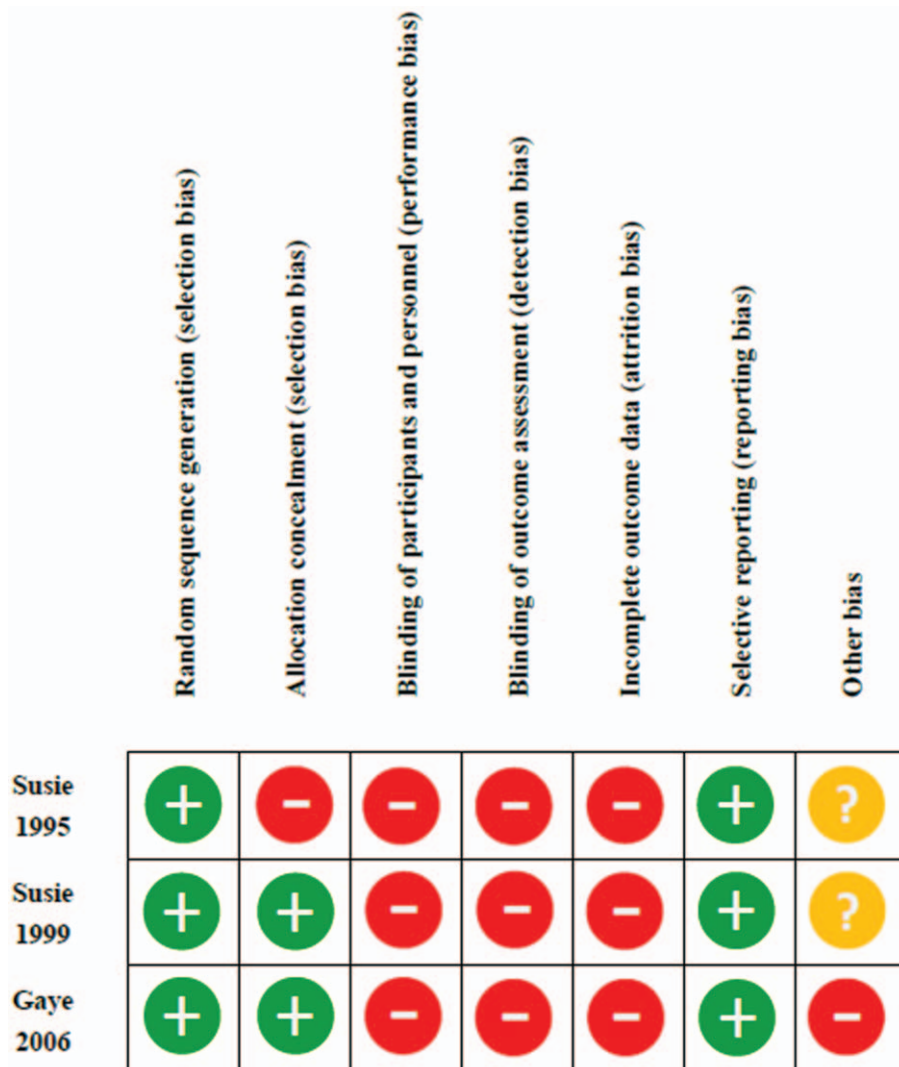 Random sequence generation (selection bias)
Allocation concealment (selection bias)
Blinding of participants and personnel (performance bias)
Blinding of outcome assessment (detection bias)
Incomplete outcome data (attrition bias)
Selective reporting (reporting bias)
Other bias
Susie
1995
+ - - - - + ?
Susie
1999
+ + - - - + ?
Gaye
2006
+ + - - - + -